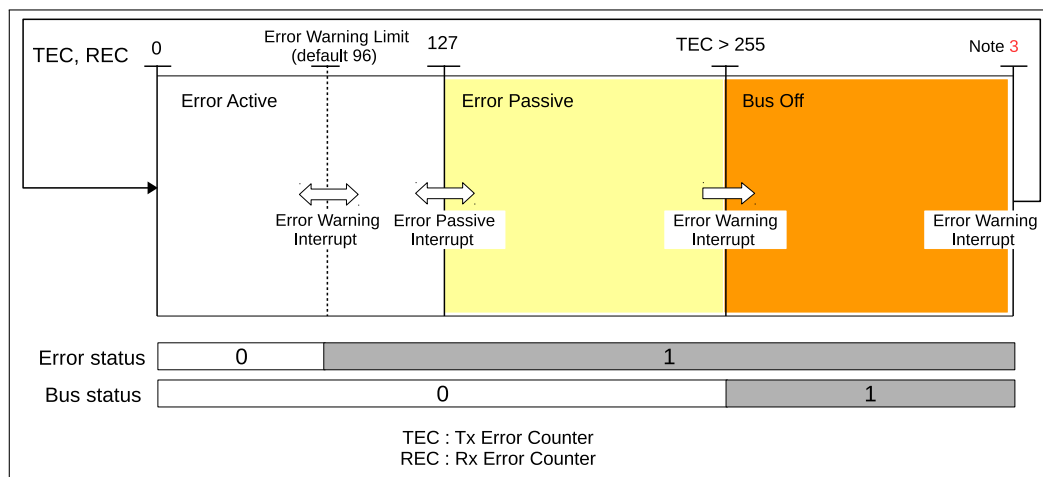 TEC, REC
0
Error Warning Limit
(default 96)
127
TEC > 255
Note 3
Error Active
Error Passive
Bus Off
Error Warning
Interrupt
Error Passive
Interrupt
Error Warning
Interrupt
Error Warning
Interrupt
Error status
0
1
Bus status
0
1
TEC : Tx Error Counter
REC : Rx Error Counter